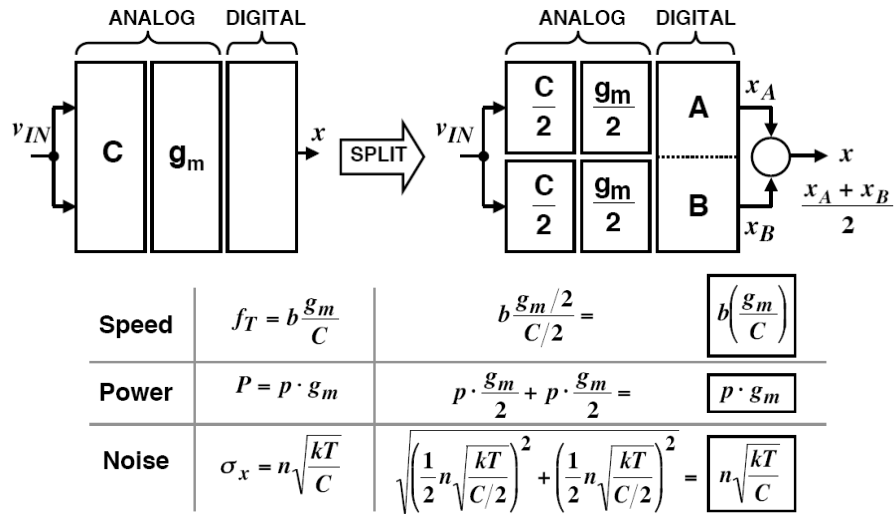 ANALOG DIGITAL ANALOG DIGITAL
v_IN C g_m x SPLIT v_IN C/2 g_m/2 A x_A x
C/2 g_m/2 B x_B (x_A + x_B)/2
Speed f_T = b g_m/C b (g_m/2)/(C/2) = b(g_m/C)
Power P = p · g_m p · g_m/2 + p · g_m/2 = p · g_m
Noise σ_x = n√(kT/C) √((1/2 n√(kT/(C/2)))² + (1/2 n√(kT/(C/2)))²) = n√(kT/C)